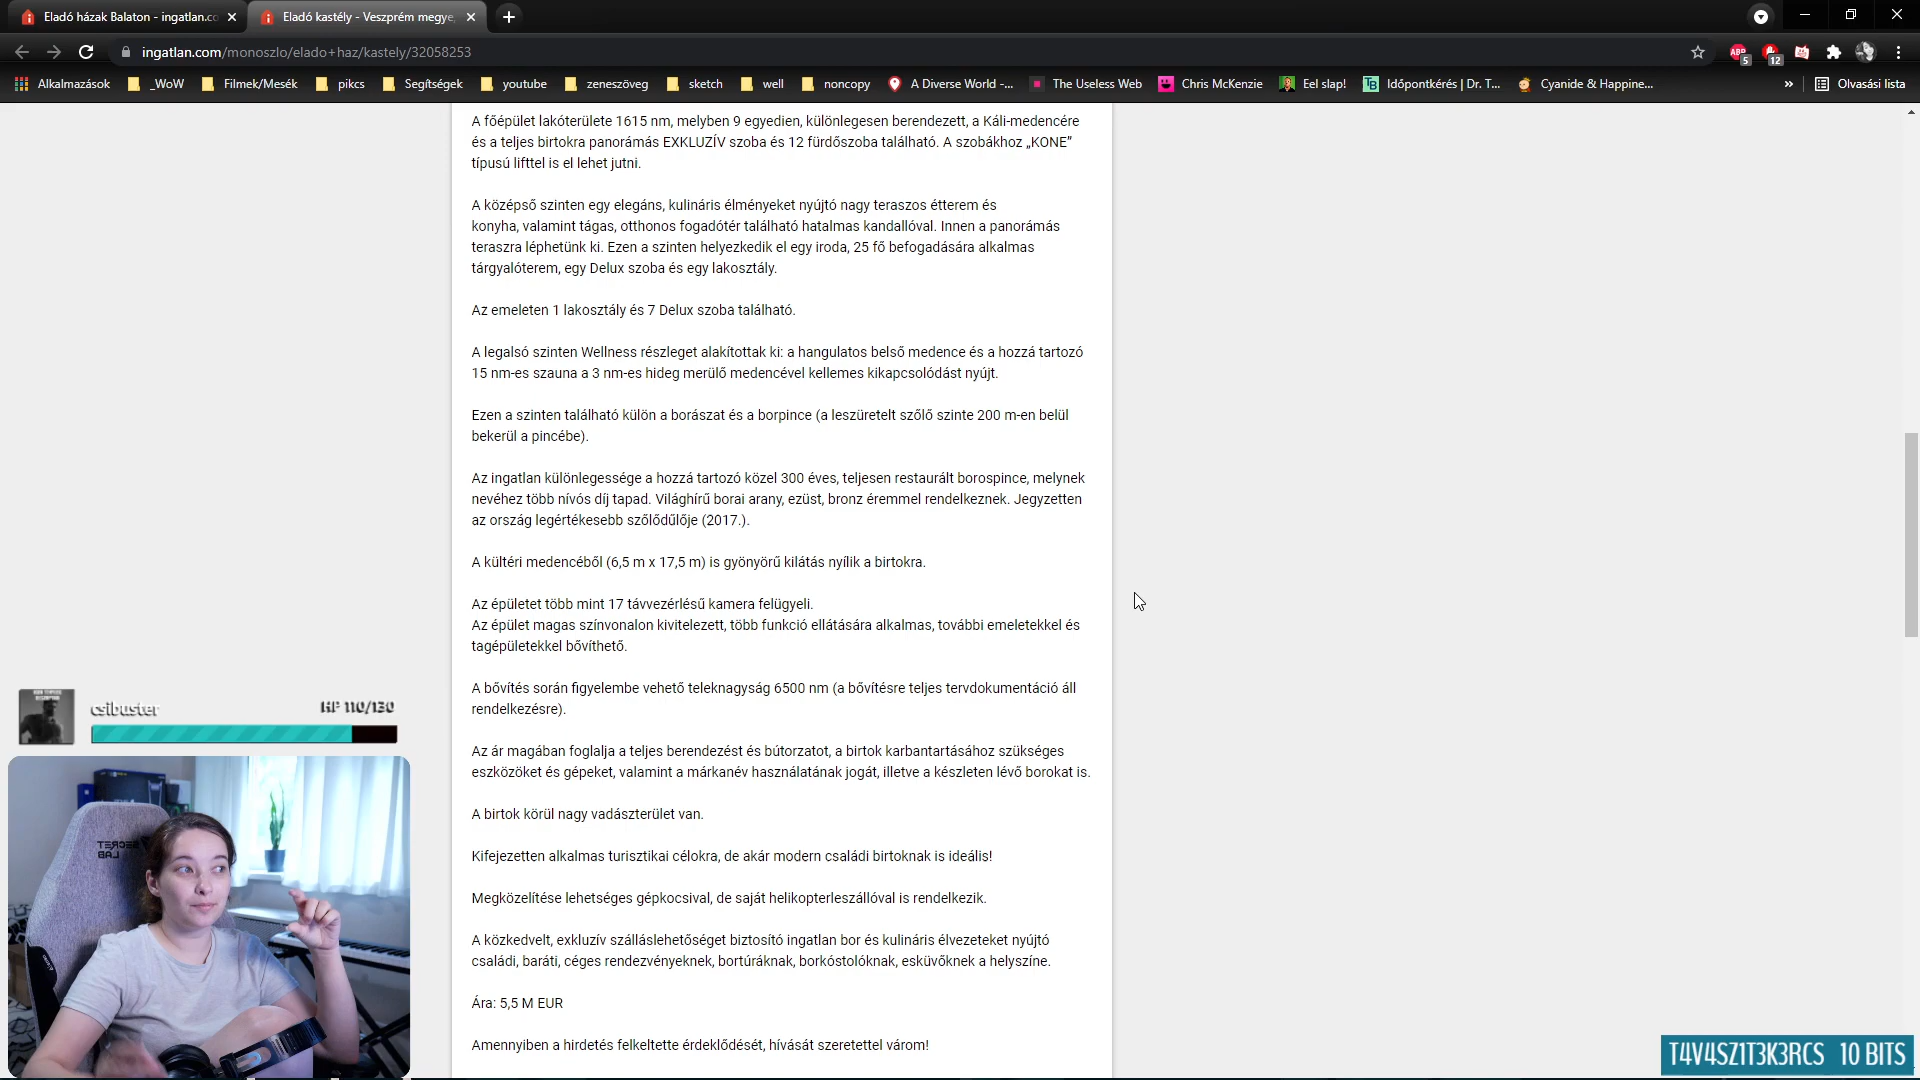 Eladó házak Balaton - ingatlan.co
Eladó kastély - Veszprém megye,
ingatlan.com/monoszlo/elado+haz/kastely/32058253
ABP
5
12
Alkalmazások
_WoW
Filmek/Mesék
pikcs
Segítségek
youtube
zeneszöveg
sketch
well
noncopy
A Diverse World -...
The Useless Web
Chris McKenzie
Eel slap!
Időpontkérés | Dr. T...
Cyanide & Happine...
»
Olvasási lista
A főépület lakóterülete 1615 nm, melyben 9 egyedien, különlegesen berendezett, a Káli-medencére
és a teljes birtokra panorámás EXKLUZÍV szoba és 12 fürdőszoba található. A szobákhoz „KONE”
típusú lifttel is el lehet jutni.
A középső szinten egy elegáns, kulináris élményeket nyújtó nagy teraszos étterem és
konyha, valamint tágas, otthonos fogadótér található hatalmas kandallóval. Innen a panorámás
teraszra léphetünk ki. Ezen a szinten helyezkedik el egy iroda, 25 fő befogadására alkalmas
tárgyalóterem, egy Delux szoba és egy lakosztály.
Az emeleten 1 lakosztály és 7 Delux szoba található.
A legalsó szinten Wellness részleget alakítottak ki: a hangulatos belső medence és a hozzá tartozó
15 nm-es szauna a 3 nm-es hideg merülő medencével kellemes kikapcsolódást nyújt.
Ezen a szinten található külön a borászat és a borpince (a leszüretelt szőlő szinte 200 m-en belül
bekerül a pincébe).
Az ingatlan különlegessége a hozzá tartozó közel 300 éves, teljesen restaurált borospince, melynek
nevéhez több nívós díj tapad. Világhírű borai arany, ezüst, bronz éremmel rendelkeznek. Jegyzetten
az ország legértékesebb szőlődűlője (2017.).
A kültéri medencéből (6,5 m x 17,5 m) is gyönyörű kilátás nyílik a birtokra.
Az épületet több mint 17 távvezérlésű kamera felügyeli.
Az épület magas színvonalon kivitelezett, több funkció ellátására alkalmas, további emeletekkel és
tagépületekkel bővíthető.
A bővítés során figyelembe vehető teleknagyság 6500 nm (a bővítésre teljes tervdokumentáció áll
rendelkezésre).
Az ár magában foglalja a teljes berendezést és bútorzatot, a birtok karbantartásához szükséges
eszközöket és gépeket, valamint a márkanév használatának jogát, illetve a készleten lévő borokat is.
A birtok körül nagy vadászterület van.
Kifejezetten alkalmas turisztikai célokra, de akár modern családi birtoknak is ideális!
Megközelítése lehetséges gépkocsival, de saját helikopterleszállóval is rendelkezik.
A közkedvelt, exkluzív szálláslehetőséget biztosító ingatlan bor és kulináris élvezeteket nyújtó
családi, baráti, céges rendezvényeknek, bortúráknak, borkóstolóknak, esküvőknek a helyszíne.
Ára: 5,5 M EUR
Amennyiben a hirdetés felkeltette érdeklődését, hívását szeretettel várom!
csibuster
HP 110/130
SECRET
LAB
T4V4SZ1T3K3RCS 10 BITS